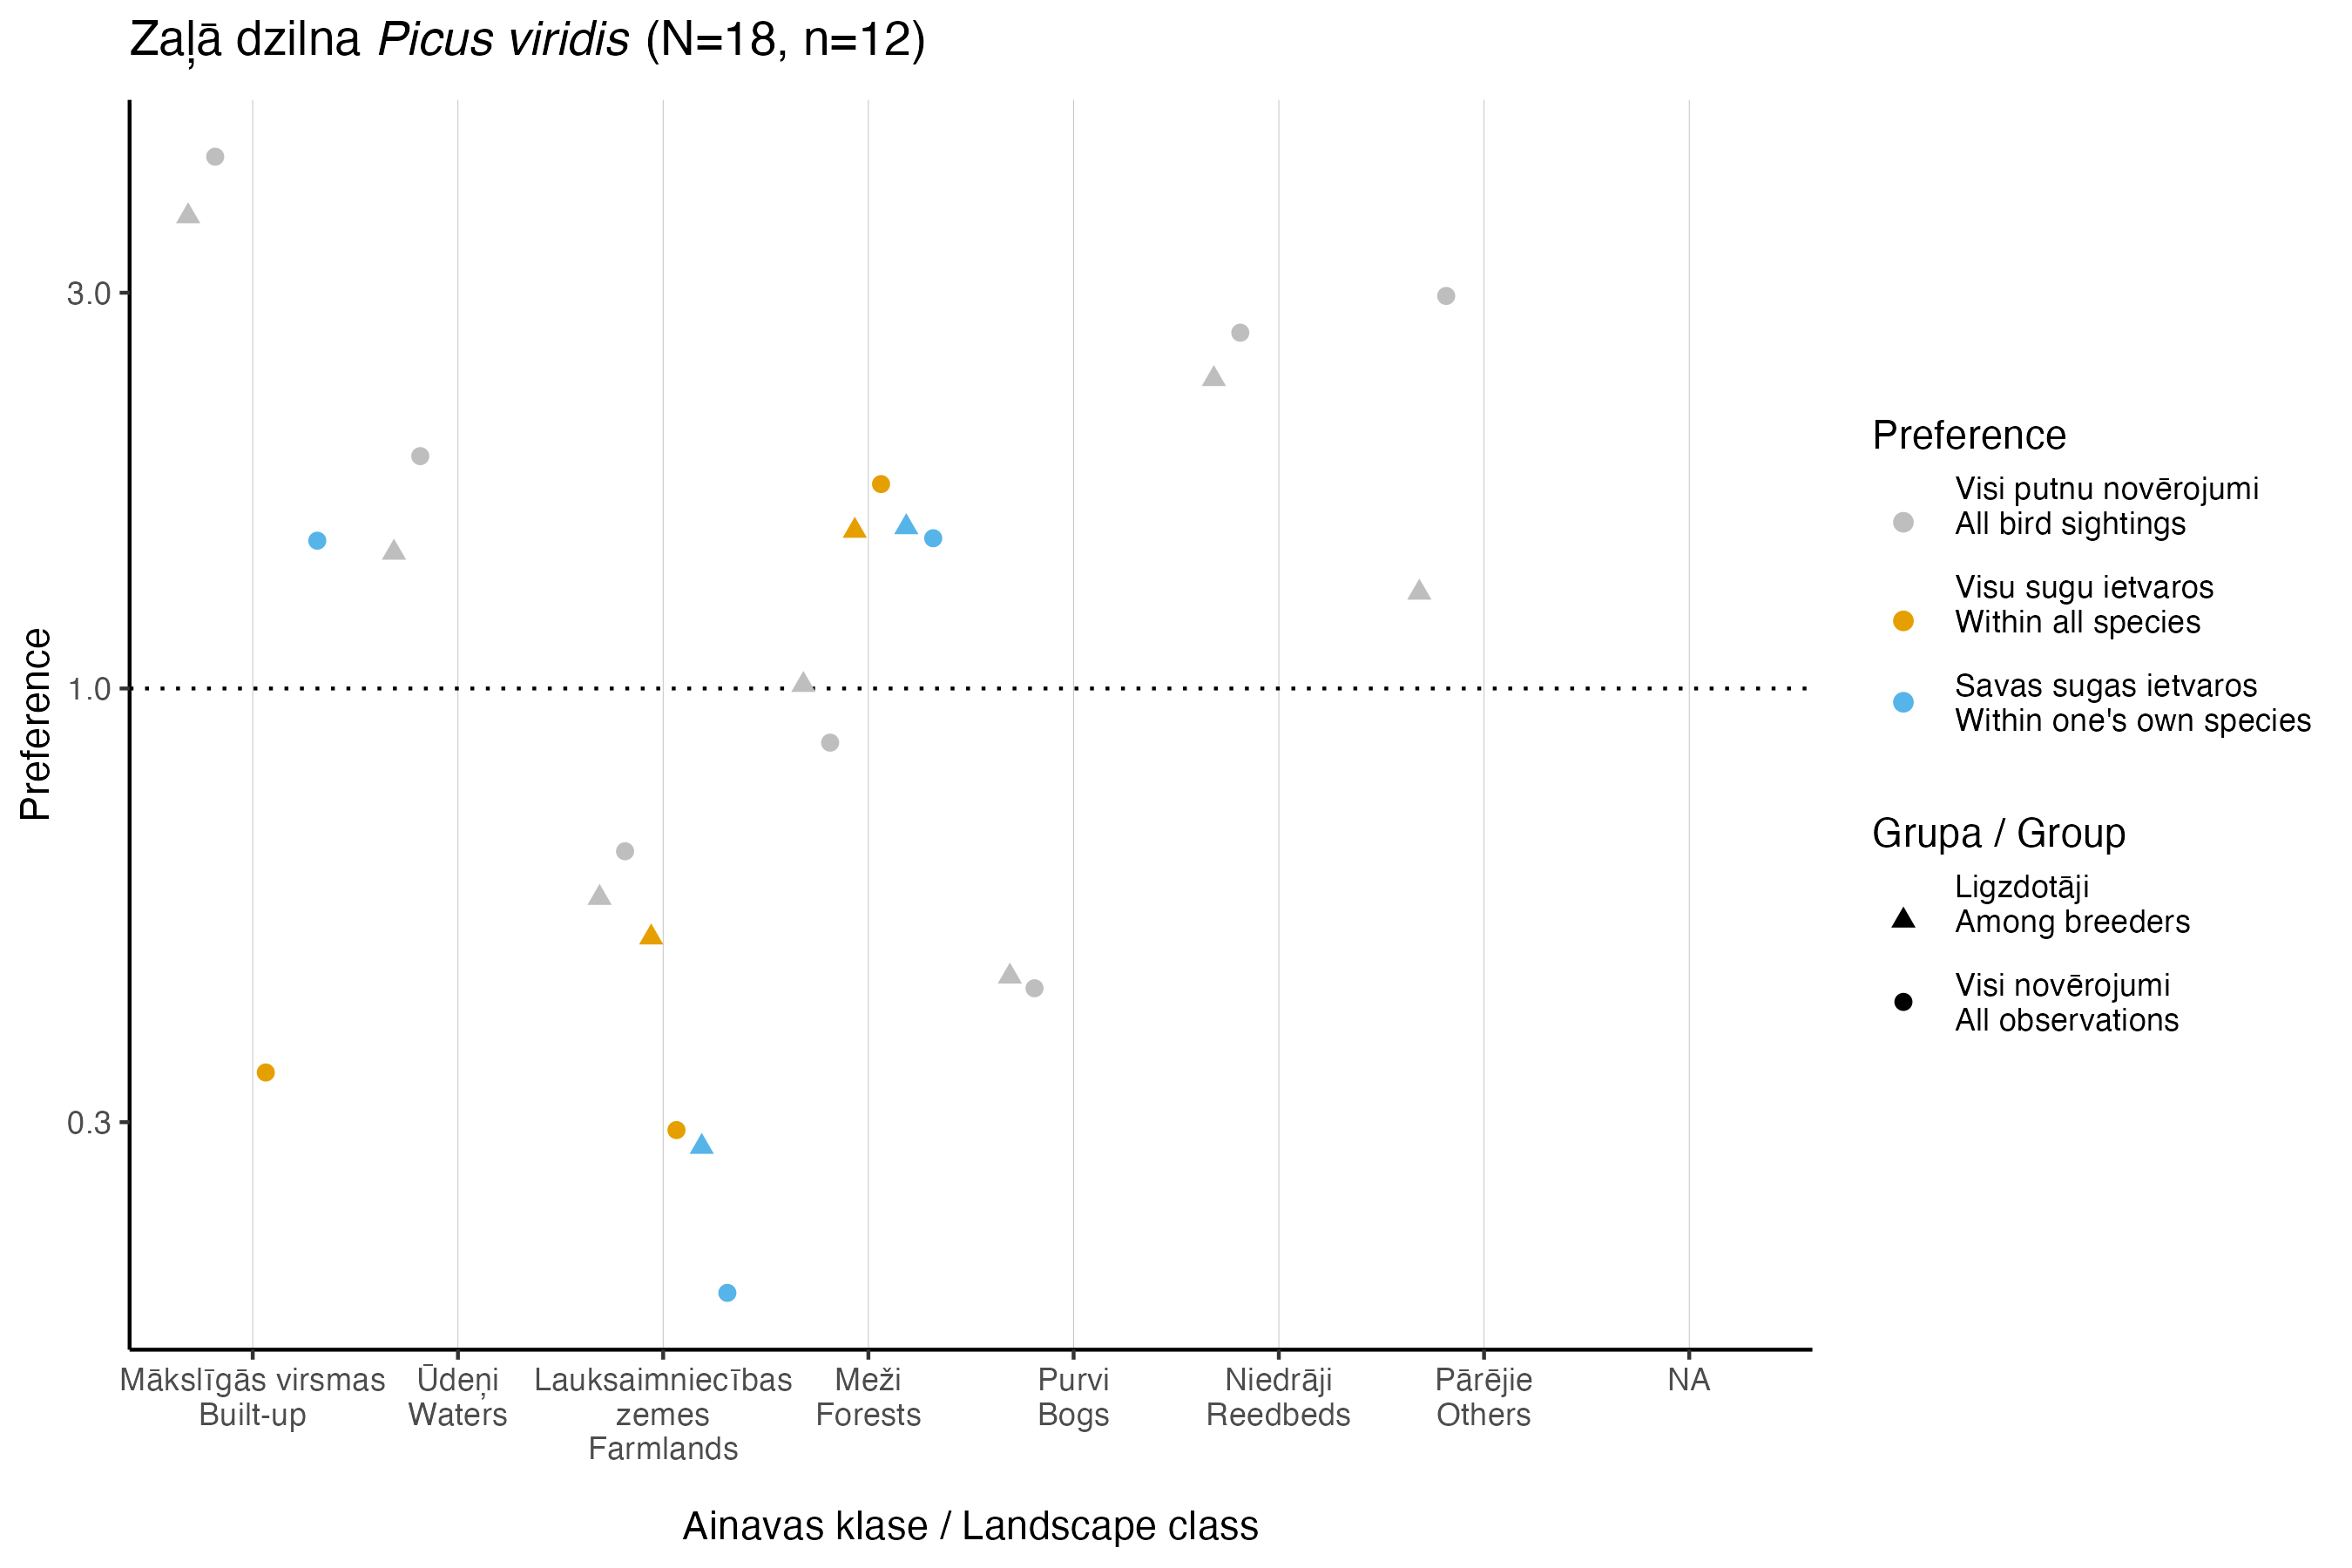 Zaļā dzilna Picus viridis (N=18, n=12)
Preference
3.0
1.0
0.3
Mākslīgās virsmas
Built-up
Ūdeņi
Waters
Lauksaimniecības
zemes
Farmlands
Meži
Forests
Purvi
Bogs
Niedrāji
Reedbeds
Pārējie
Others
NA
Ainavas klase / Landscape class
Preference
Visi putnu novērojumi
All bird sightings
Visu sugu ietvaros
Within all species
Savas sugas ietvaros
Within one's own species
Grupa / Group
Ligzdotāji
Among breeders
Visi novērojumi
All observations